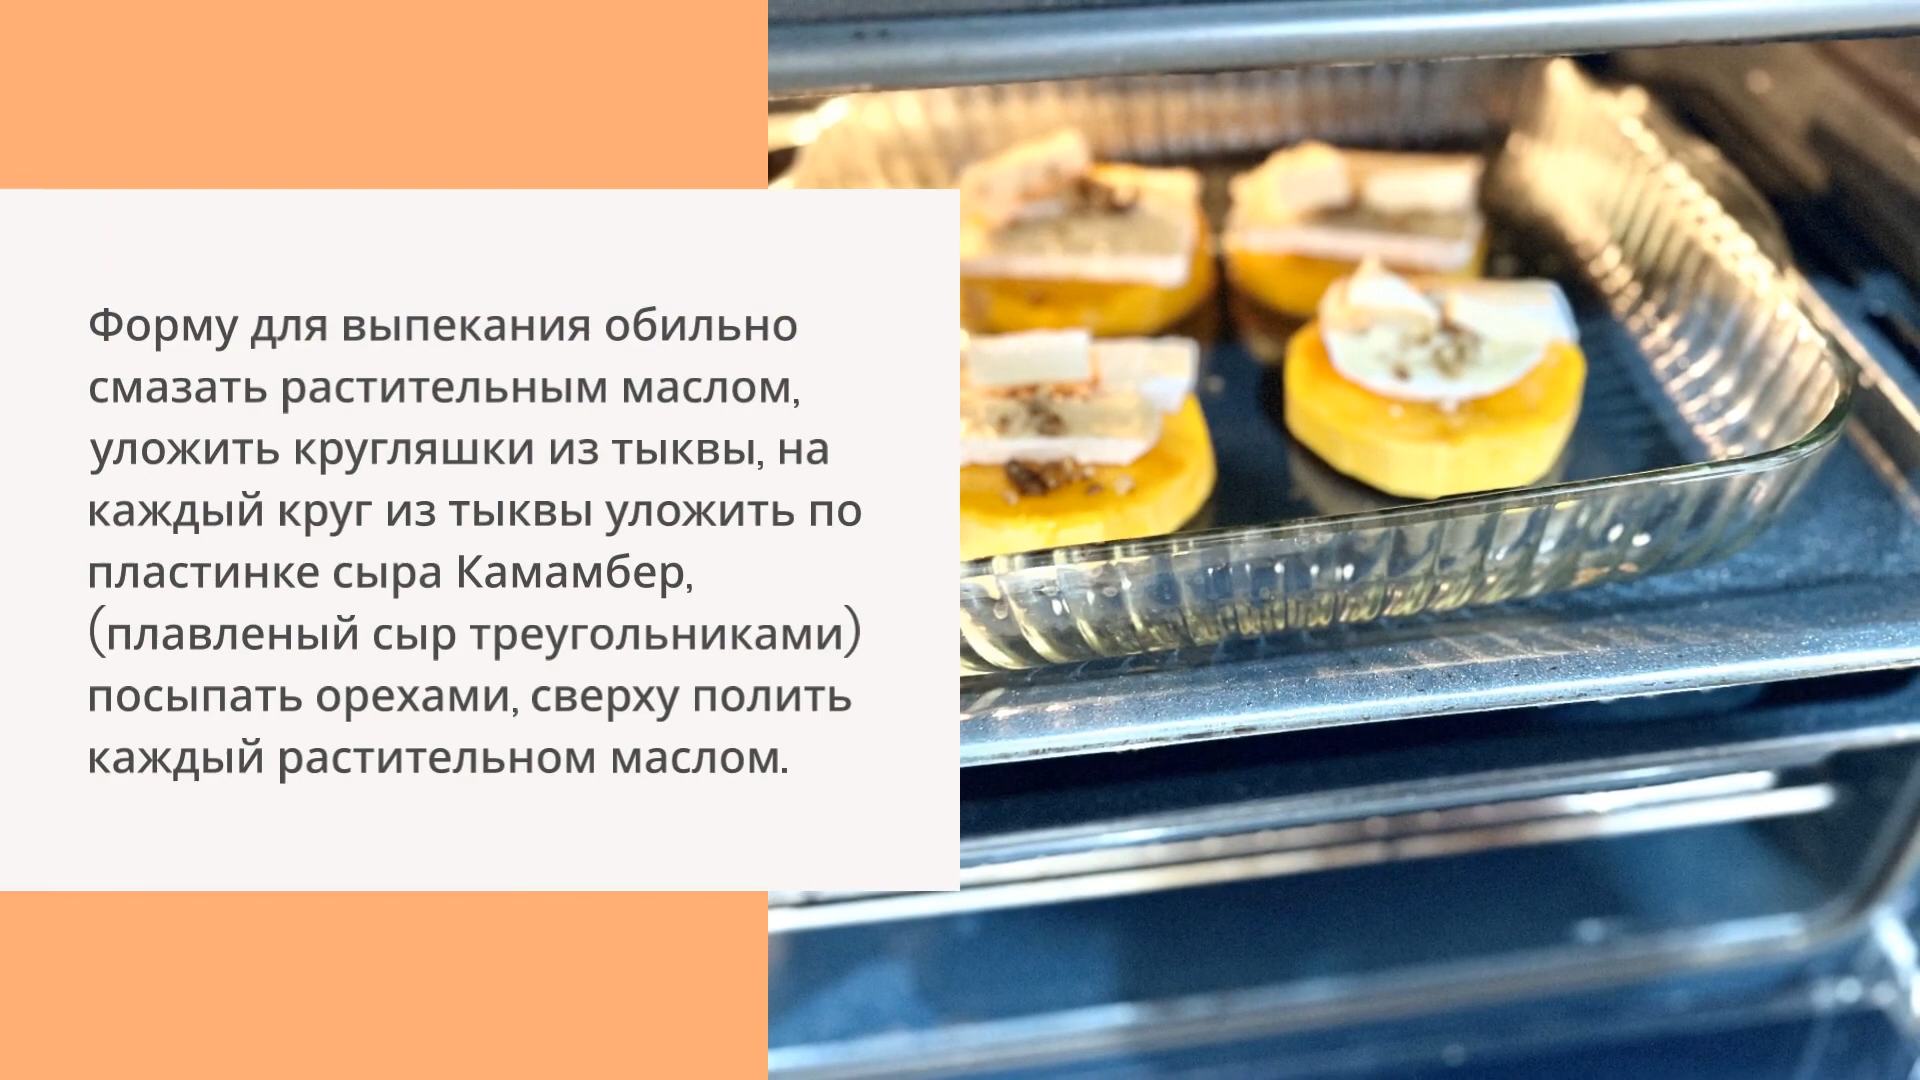 Форму для выпекания обильно
смазать растительным маслом,
уложить кругляшки из тыквы, на
каждый круг из тыквы уложить по
пластинке сыра Камамбер,
(плавленый сыр треугольниками)
посыпать орехами, сверху полить
каждый растительном маслом.